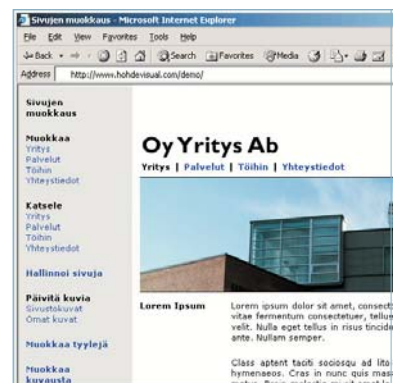 Sivujen muokkaus - Microsoft Internet Explorer
File Edit View Favorites Tools Help
Back Search Favorites Media
Address http://www.hohdevisual.com/demo/
Sivujen
muokkaus
Muokkaa
Yritys
Palvelut
Töihin
Yhteystiedot
Katsele
Yritys
Palvelut
Töihin
Yhteystiedot
Hallinnoi sivuja
Päivitä kuvia
Sivustokuvat
Omat kuvat
Muokkaa tyylejä
Muokkaa
kuvausta
Oy Yritys Ab
Yritys | Palvelut | Töihin | Yhteystiedot
Lorem Ipsum
Lorem ipsum dolor sit amet, consect
vitae fermentum consectetuer, tellu
velit. Nulla eget tellus in risus tincid
ante. Nullam semper.
Class aptent taciti sociosqu ad lito
hymenaeos. Cras in nunc quis mas